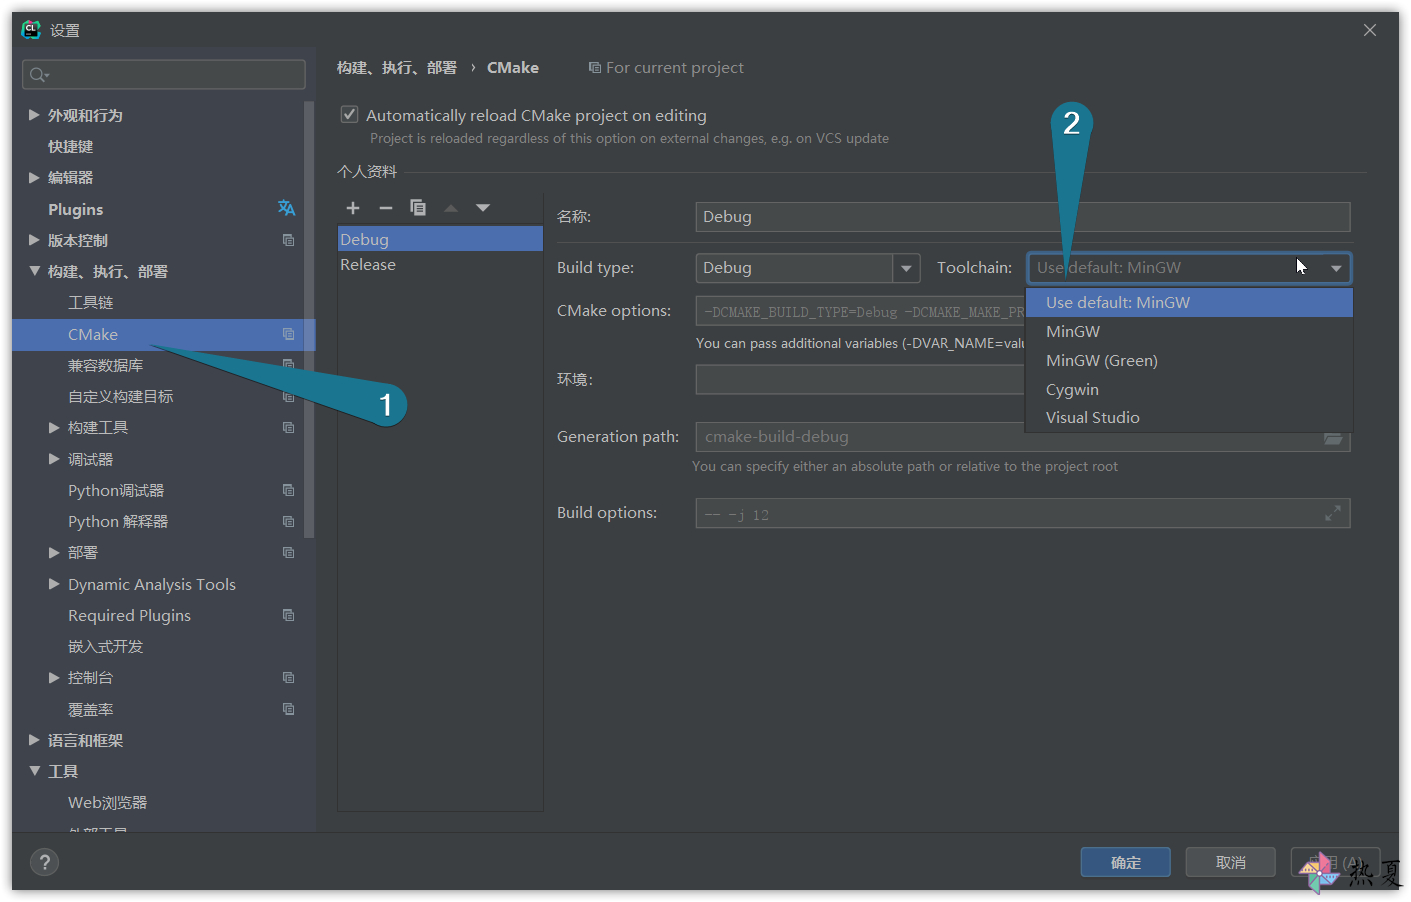 CL
设置
构建、执行、部署 › CMake
For current project
外观和行为
快捷键
编辑器
Plugins
版本控制
构建、执行、部署
工具链
CMake
兼容数据库
自定义构建目标
构建工具
调试器
Python调试器
Python 解释器
部署
Dynamic Analysis Tools
Required Plugins
嵌入式开发
控制台
覆盖率
语言和框架
工具
Web浏览器
外部工具
1
Automatically reload CMake project on editing
Project is reloaded regardless of this option on external changes, e.g. on VCS update
2
个人资料
Debug
Release
名称: Debug
Build type: Debug Toolchain: Use default: MinGW
Use default: MinGW
MinGW
MinGW (Green)
Cygwin
Visual Studio
CMake options: -DCMAKE_BUILD_TYPE=Debug -DCMAKE_MAKE_PR
You can pass additional variables (-DVAR_NAME=valu
环境:
Generation path: cmake-build-debug
You can specify either an absolute path or relative to the project root
Build options: -- -j 12
?
确定
取消
用 (A)
热夏